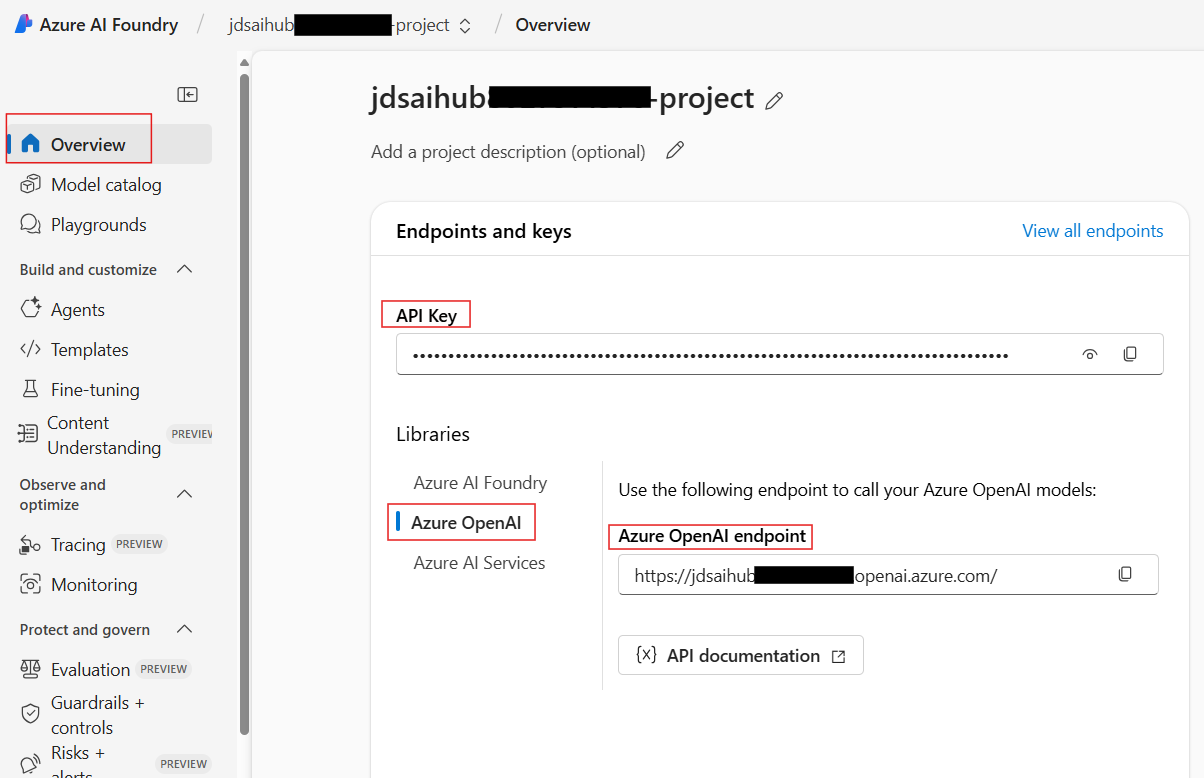 Azure AI Foundry / jdsaihub -project / Overview
Overview
Model catalog
Playgrounds
Build and customize
Agents
Templates
Fine-tuning
Content
Understanding
PREVIEW
Observe and
optimize
Tracing PREVIEW
Monitoring
Protect and govern
Evaluation PREVIEW
Guardrails +
controls
Risks +
alerts
PREVIEW
jdsaihub -project
Add a project description (optional)
Endpoints and keys
View all endpoints
API Key
••••••••••••••••••••••••••••••••••••••••••••••••••••••••••••••••••••••••••••••••••••
Libraries
Azure AI Foundry
Azure OpenAI
Azure AI Services
Use the following endpoint to call your Azure OpenAI models:
Azure OpenAI endpoint
https://jdsaihub openai.azure.com/
{x} API documentation